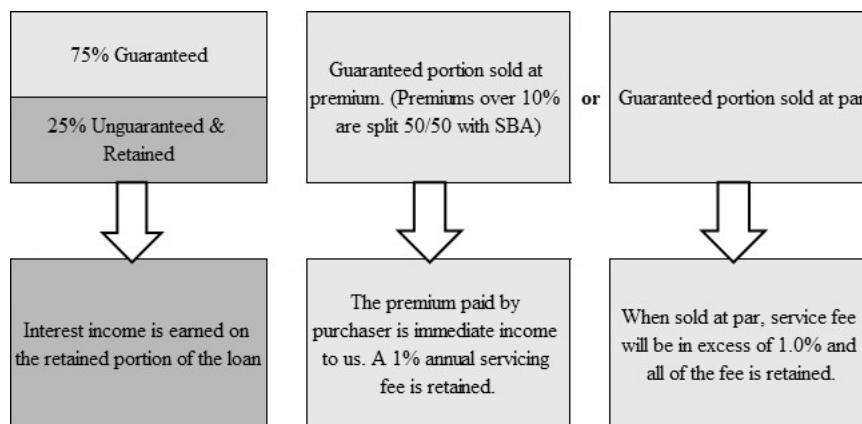 75% Guaranteed
25% Unguaranteed &
Retained
Guaranteed portion sold at
premium. (Premiums over 10%
are split 50/50 with SBA)
or
Guaranteed portion sold at par
Interest income is earned on
the retained portion of the loan
The premium paid by
purchaser is immediate income
to us. A 1% annual servicing
fee is retained.
When sold at par, service fee
will be in excess of 1.0% and
all of the fee is retained.